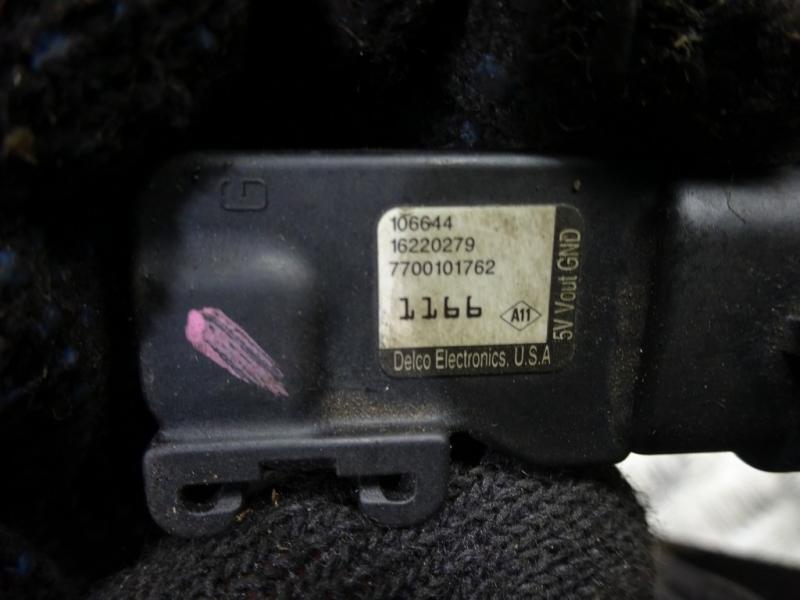 106644
16220279
7700101762
1166
A11
Delco Electronics, U.S.A
5V Vout GND